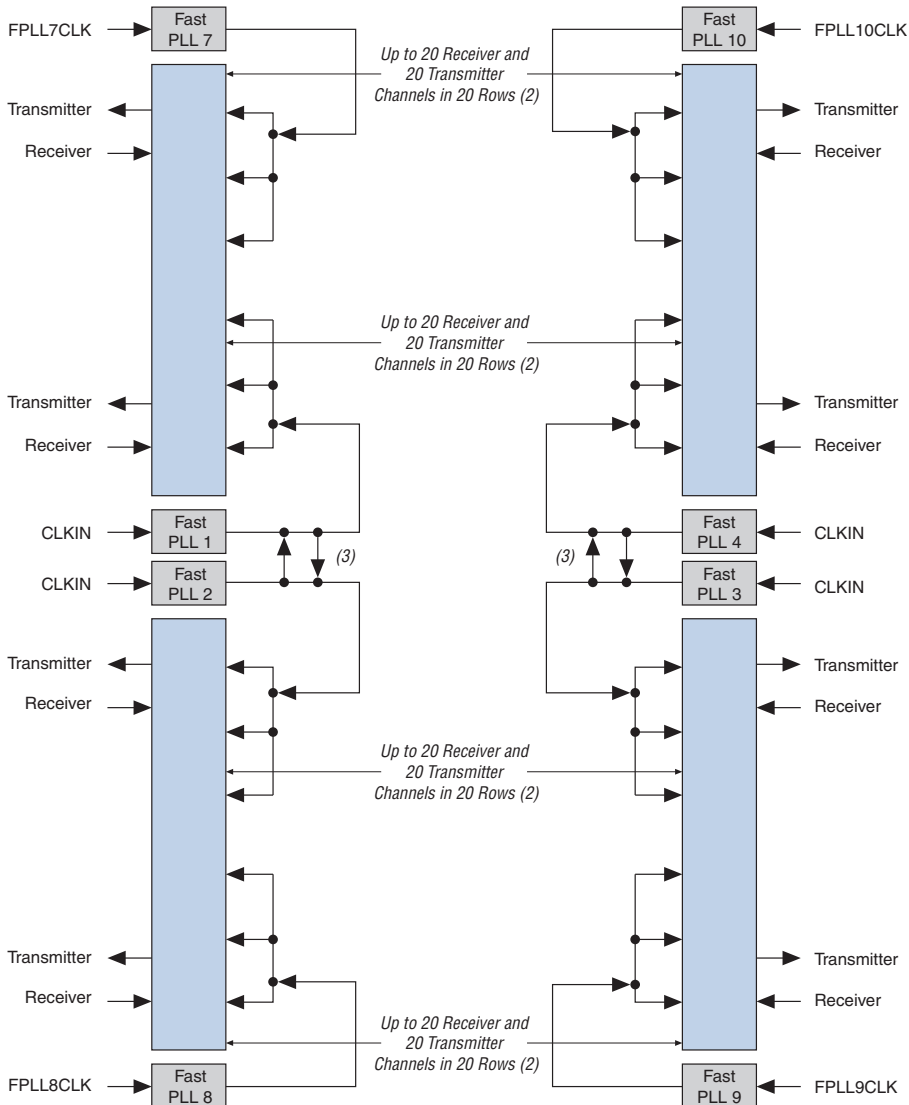 FPLL7CLK
Fast
PLL 7
Fast
PLL 10
FPLL10CLK
Up to 20 Receiver and
20 Transmitter
Channels in 20 Rows (2)
Transmitter
Receiver
Transmitter
Receiver
Up to 20 Receiver and
20 Transmitter
Channels in 20 Rows (2)
Transmitter
Receiver
Transmitter
Receiver
CLKIN
Fast
PLL 1
(3)
(3)
Fast
PLL 4
CLKIN
CLKIN
Fast
PLL 2
Fast
PLL 3
CLKIN
Transmitter
Receiver
Transmitter
Receiver
Up to 20 Receiver and
20 Transmitter
Channels in 20 Rows (2)
Transmitter
Receiver
Transmitter
Receiver
Up to 20 Receiver and
20 Transmitter
Channels in 20 Rows (2)
FPLL8CLK
Fast
PLL 8
Fast
PLL 9
FPLL9CLK